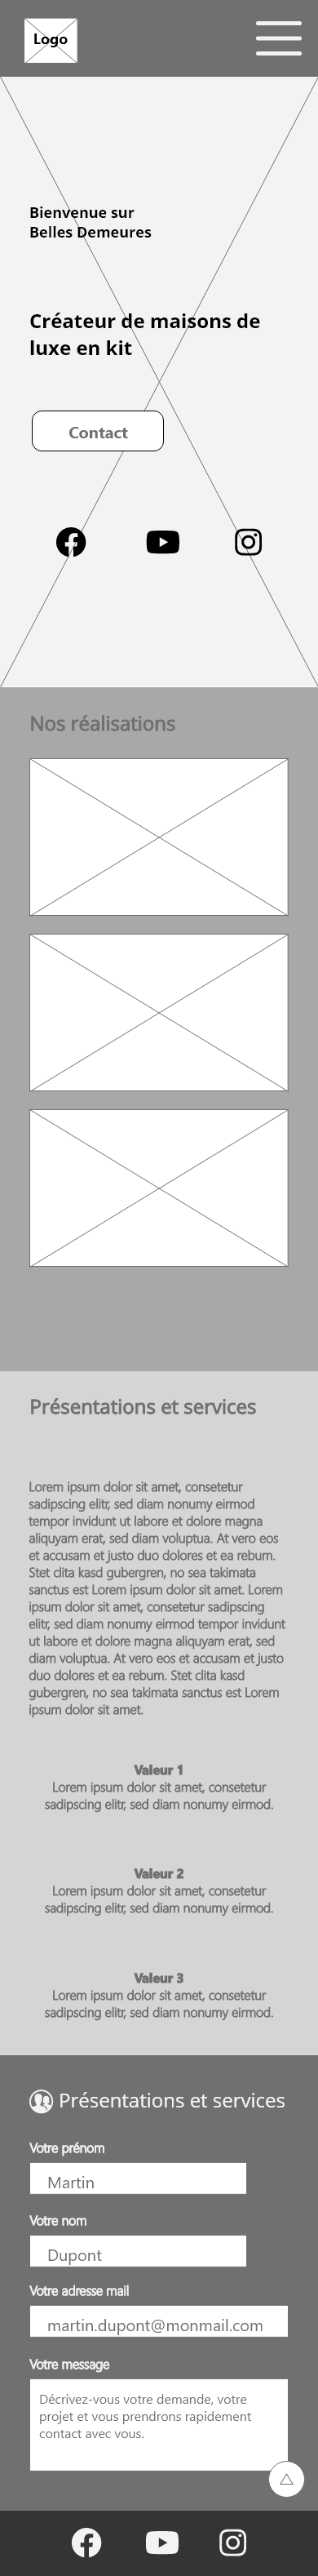 Logo
Bienvenue sur
Belles Demeures
Créateur de maisons de
luxe en kit
Contact
Nos réalisations
Présentations et services
Lorem ipsum dolor sit amet, consetetur
sadipscing elitr, sed diam nonumy eirmod
tempor invidunt ut labore et dolore magna
aliquyam erat, sed diam voluptua. At vero eos
et accusam et justo duo dolores et ea rebum.
Stet clita kasd gubergren, no sea takimata
sanctus est Lorem ipsum dolor sit amet. Lorem
ipsum dolor sit amet, consetetur sadipscing
elitr, sed diam nonumy eirmod tempor invidunt
ut labore et dolore magna aliquyam erat, sed
diam voluptua. At vero eos et accusam et justo
duo dolores et ea rebum. Stet clita kasd
gubergren, no sea takimata sanctus est Lorem
ipsum dolor sit amet.
Valeur 1
Lorem ipsum dolor sit amet, consetetur
sadipscing elitr, sed diam nonumy eirmod.
Valeur 2
Lorem ipsum dolor sit amet, consetetur
sadipscing elitr, sed diam nonumy eirmod.
Valeur 3
Lorem ipsum dolor sit amet, consetetur
sadipscing elitr, sed diam nonumy eirmod.
Présentations et services
Votre prénom
Martin
Votre nom
Dupont
Votre adresse mail
martin.dupont@monmail.com
Votre message
Décrivez-vous votre demande, votre
projet et vous prendrons rapidement
contact avec vous.